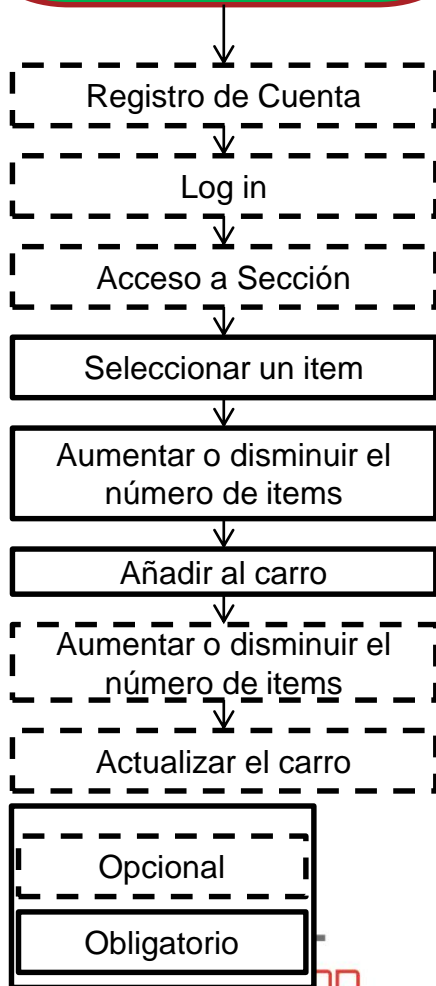 Registro de Cuenta
Log in
Acceso a Sección
Seleccionar un item
Aumentar o disminuir el
número de items
Añadir al carro
Aumentar o disminuir el
número de items
Actualizar el carro
Opcional
Obligatorio